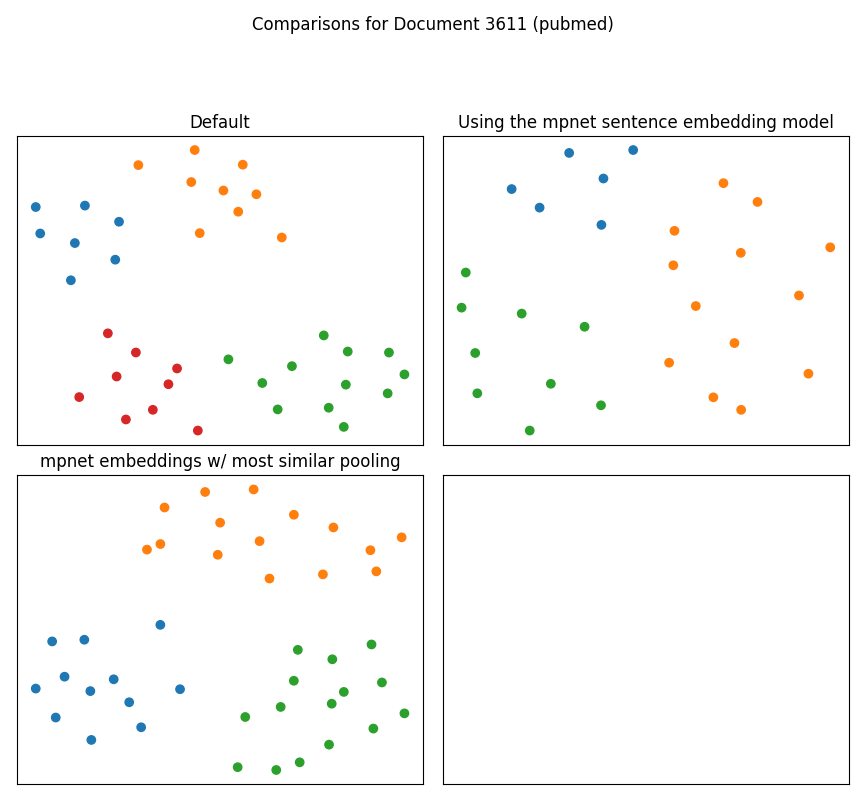 Comparisons for Document 3611 (pubmed)
Default
Using the mpnet sentence embedding model
mpnet embeddings w/ most similar pooling